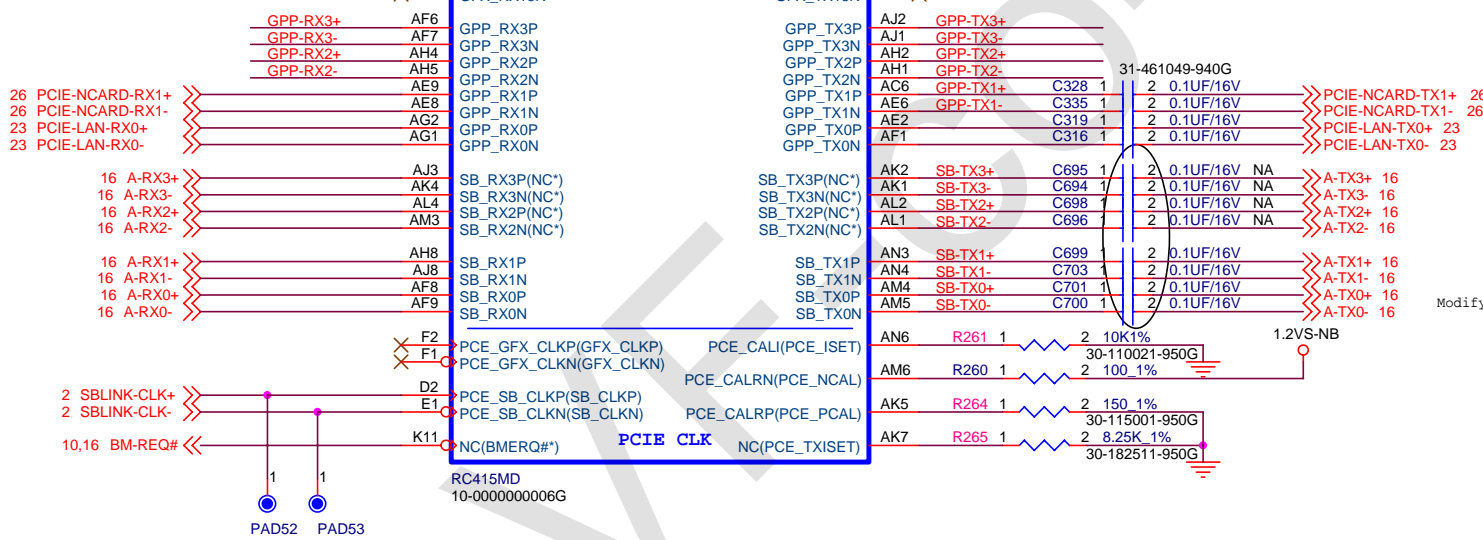 GPP-RX3+ AF6 GPP_RX3P GPP_TX3P AJ2 GPP-TX3+
GPP-RX3- AF7 GPP_RX3N GPP_TX3N AJ1 GPP-TX3-
GPP-RX2+ AH4 GPP_RX2P GPP_TX2P AH2 GPP-TX2+
GPP-RX2- AH5 GPP_RX2N GPP_TX2N AH1 GPP-TX2-
31-461049-940G
26 PCIE-NCARD-RX1+ AE9 GPP_RX1P GPP_TX1P AC6 GPP-TX1+ C328 1 2 0.1UF/16V PCIE-NCARD-TX1+ 26
26 PCIE-NCARD-RX1- AE8 GPP_RX1N GPP_TX1N AE6 GPP-TX1- C335 1 2 0.1UF/16V PCIE-NCARD-TX1- 26
23 PCIE-LAN-RX0+ AG2 GPP_RX0P GPP_TX0P AE2 C319 1 2 0.1UF/16V PCIE-LAN-TX0+ 23
23 PCIE-LAN-RX0- AG1 GPP_RX0N GPP_TX0N AF1 C316 1 2 0.1UF/16V PCIE-LAN-TX0- 23
16 A-RX3+ AJ3 SB_RX3P(NC*) SB_TX3P(NC*) AK2 SB-TX3+ C695 1 2 0.1UF/16V NA A-TX3+ 16
16 A-RX3- AK4 SB_RX3N(NC*) SB_TX3N(NC*) AK1 SB-TX3- C694 1 2 0.1UF/16V NA A-TX3- 16
16 A-RX2+ AL4 SB_RX2P(NC*) SB_TX2P(NC*) AL2 SB-TX2+ C698 1 2 0.1UF/16V NA A-TX2+ 16
16 A-RX2- AM3 SB_RX2N(NC*) SB_TX2N(NC*) AL1 SB-TX2- C696 1 2 0.1UF/16V NA A-TX2- 16
16 A-RX1+ AH8 SB_RX1P SB_TX1P AN3 SB-TX1+ C699 1 2 0.1UF/16V A-TX1+ 16
16 A-RX1- AJ8 SB_RX1N SB_TX1N AN4 SB-TX1- C703 1 2 0.1UF/16V A-TX1- 16
16 A-RX0+ AF8 SB_RX0P SB_TX0P AM4 SB-TX0+ C701 1 2 0.1UF/16V A-TX0+ 16
16 A-RX0- AF9 SB_RX0N SB_TX0N AM5 SB-TX0- C700 1 2 0.1UF/16V A-TX0- 16
Modify
F2 PCE_GFX_CLKP(GFX_CLKP) PCE_CALI(PCE_ISET) AN6 R261 1 2 10K1% 1.2VS-NB
F1 PCE_GFX_CLKN(GFX_CLKN) 30-110021-950G
PCE_CALRN(PCE_NCAL) AM6 R260 1 2 100_1%
2 SBLINK-CLK+ D2 PCE_SB_CLKP(SB_CLKP)
2 SBLINK-CLK- E1 PCE_SB_CLKN(SB_CLKN) PCE_CALRP(PCE_PCAL) AK5 R264 1 2 150_1%
30-115001-950G
10,16 BM-REQ# K11 NC(BMERQ#*) PCIE CLK NC(PCE_TXISET) AK7 R265 1 2 8.25K_1%
30-182511-950G
1 1 RC415MD
10-0000000006G
PAD52 PAD53